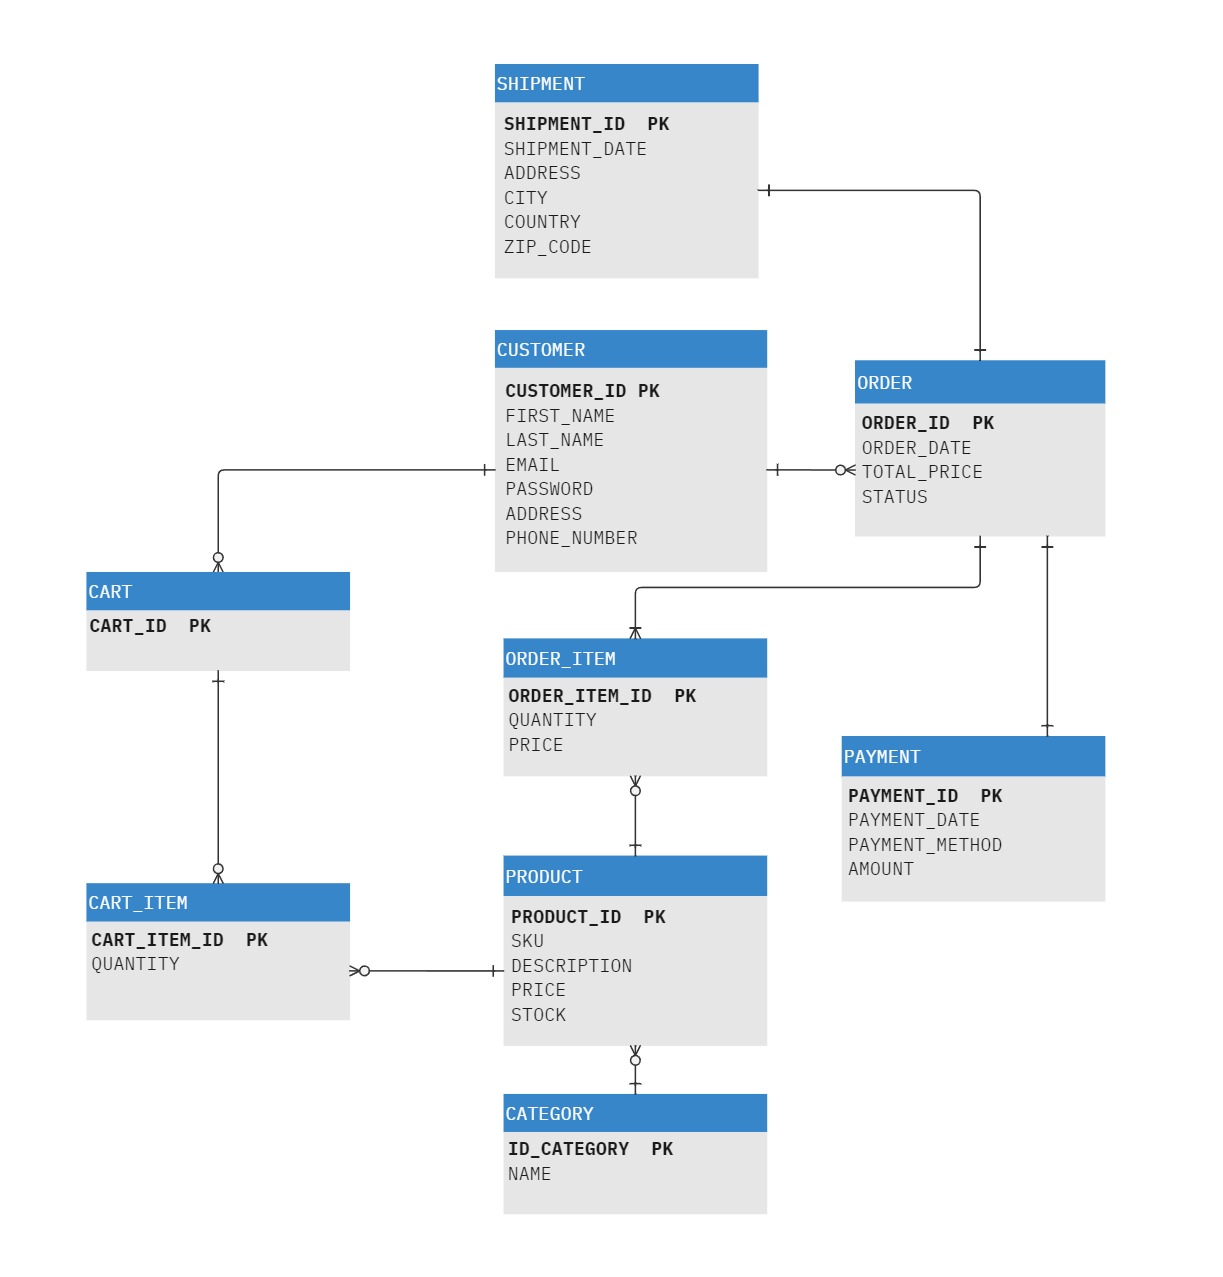 SHIPMENT
SHIPMENT_ID  PK
SHIPMENT_DATE
ADDRESS
CITY
COUNTRY
ZIP_CODE
CUSTOMER
CUSTOMER_ID PK
FIRST_NAME
LAST_NAME
EMAIL
PASSWORD
ADDRESS
PHONE_NUMBER
ORDER
ORDER_ID  PK
ORDER_DATE
TOTAL_PRICE
STATUS
CART
CART_ID  PK
ORDER_ITEM
ORDER_ITEM_ID  PK
QUANTITY
PRICE
PAYMENT
PAYMENT_ID  PK
PAYMENT_DATE
PAYMENT_METHOD
AMOUNT
CART_ITEM
CART_ITEM_ID  PK
QUANTITY
PRODUCT
PRODUCT_ID  PK
SKU
DESCRIPTION
PRICE
STOCK
CATEGORY
ID_CATEGORY  PK
NAME